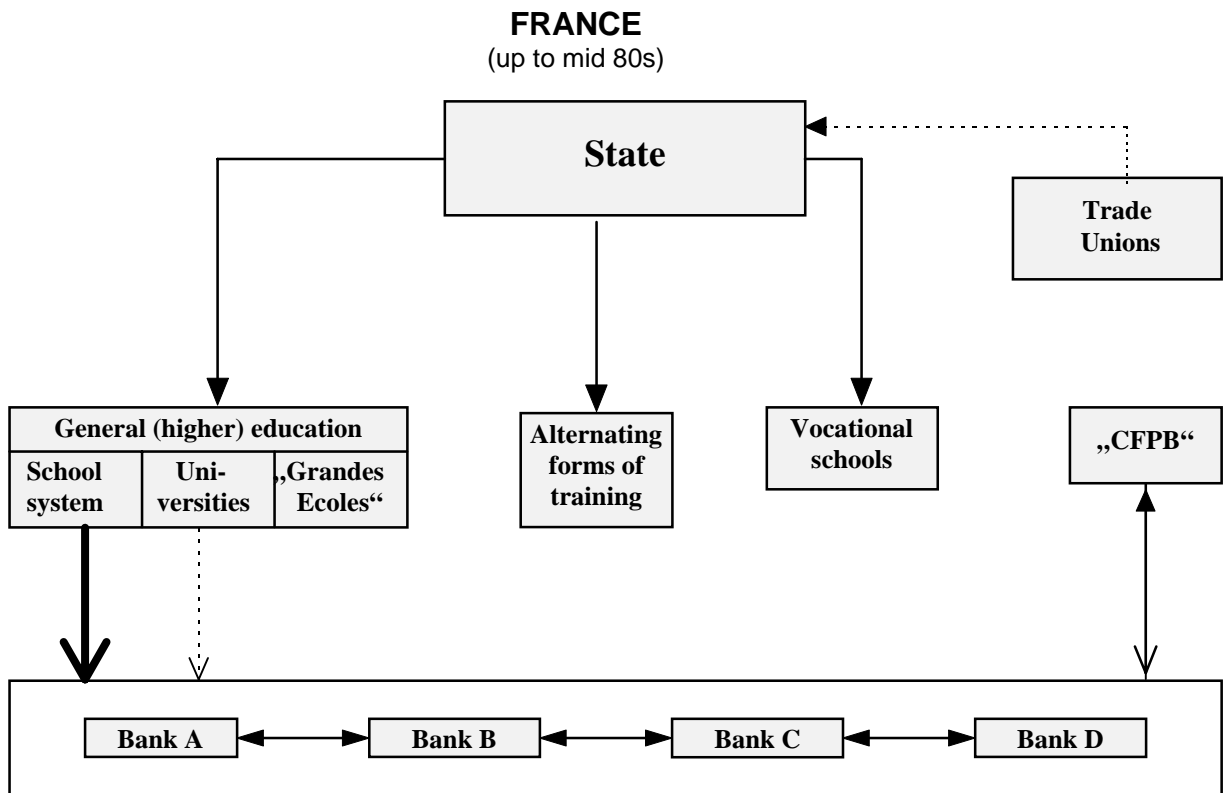 FRANCE
(up to mid 80s)
State
Trade
Unions
General (higher) education
School
system
Uni-
versities
„Grandes
Ecoles“
Alternating
forms of
training
Vocational
schools
„CFPB“
Bank A
Bank B
Bank C
Bank D